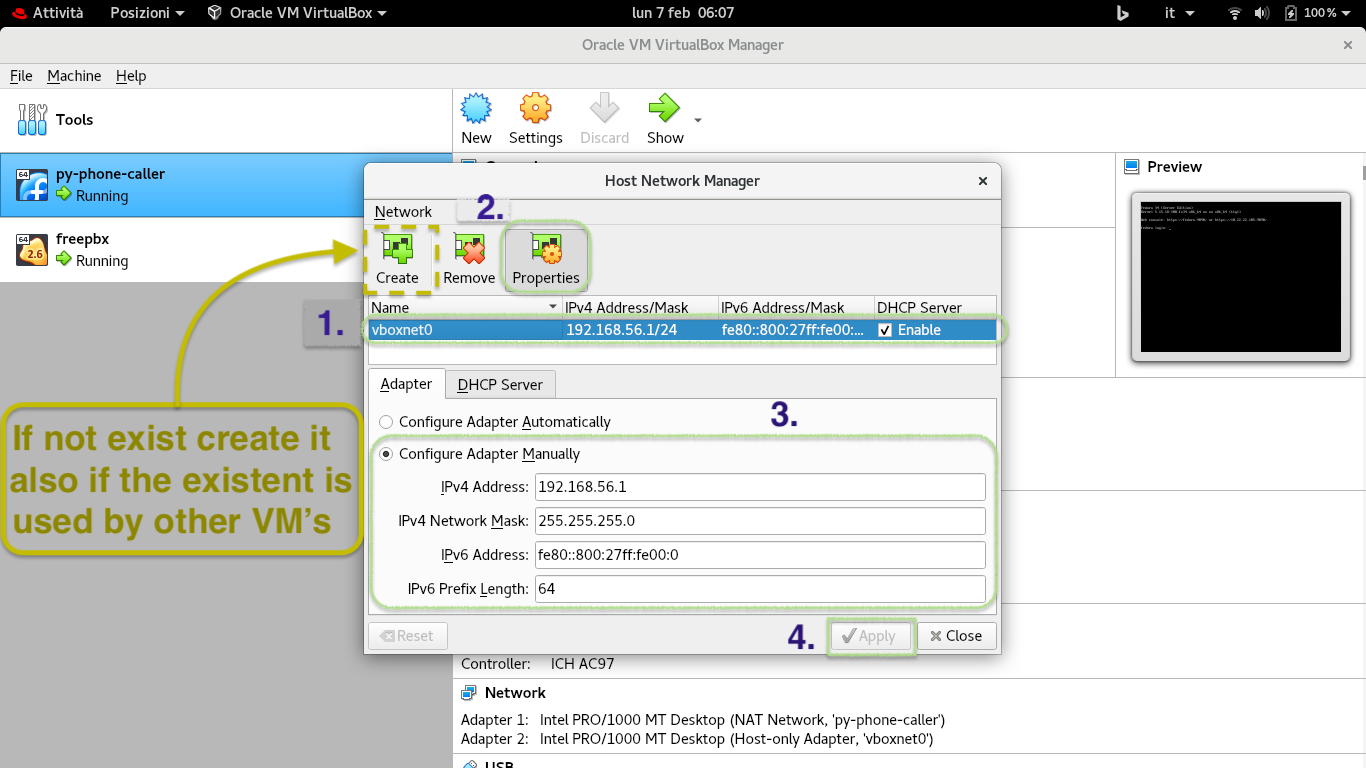 Attività Posizioni Oracle VM VirtualBox lun 7 feb 06:07 it 100%
Oracle VM VirtualBox Manager
File Machine Help
Tools
New Settings Discard Show
64 py-phone-caller
Running
64 freepbx
2.6 Running
Preview
Host Network Manager
Network
2.
Create Remove Properties
Name IPv4 Address/Mask IPv6 Address/Mask DHCP Server
1.
vboxnet0 192.168.56.1/24 fe80::800:27ff:fe00:... Enable
Adapter DHCP Server
3.
Configure Adapter Automatically
Configure Adapter Manually
IPv4 Address: 192.168.56.1
IPv4 Network Mask: 255.255.255.0
IPv6 Address: fe80::800:27ff:fe00:0
IPv6 Prefix Length: 64
If not exist create it
also if the existent is
used by other VM's
4.
Reset Apply Close
Controller: ICH AC97
Network
Adapter 1: Intel PRO/1000 MT Desktop (NAT Network, 'py-phone-caller')
Adapter 2: Intel PRO/1000 MT Desktop (Host-only Adapter, 'vboxnet0')
USB